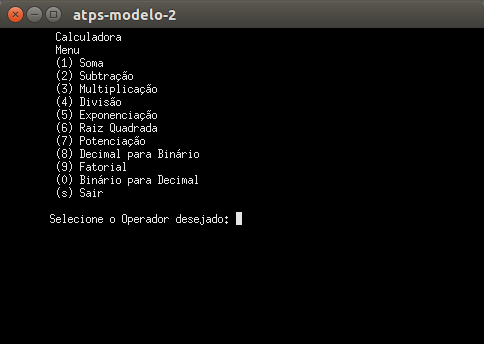 atps-modelo-2
Calculadora
Menu
(1) Soma
(2) Subtração
(3) Multiplicação
(4) Divisão
(5) Exponenciação
(6) Raiz Quadrada
(7) Potenciação
(8) Decimal para Binário
(9) Fatorial
(0) Binário para Decimal
(s) Sair
Selecione o Operador desejado: